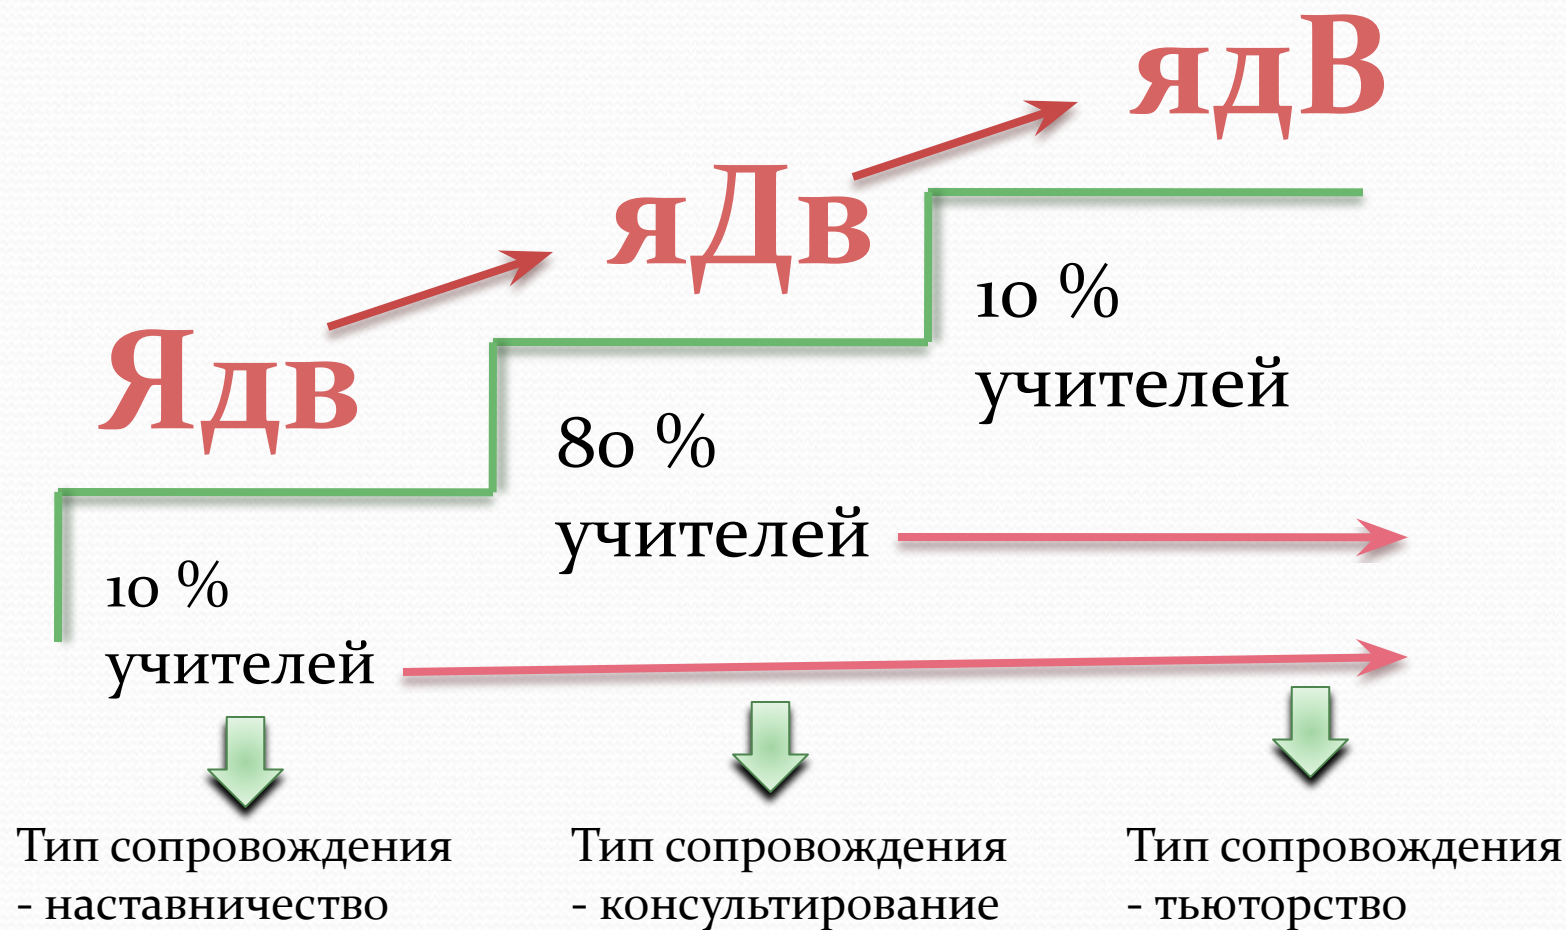 ядВ
яДв
Ядв
10 %
учителей
80 %
учителей
10 %
учителей
Тип сопровождения
- наставничество
Тип сопровождения
- консультирование
Тип сопровождения
- тьюторство